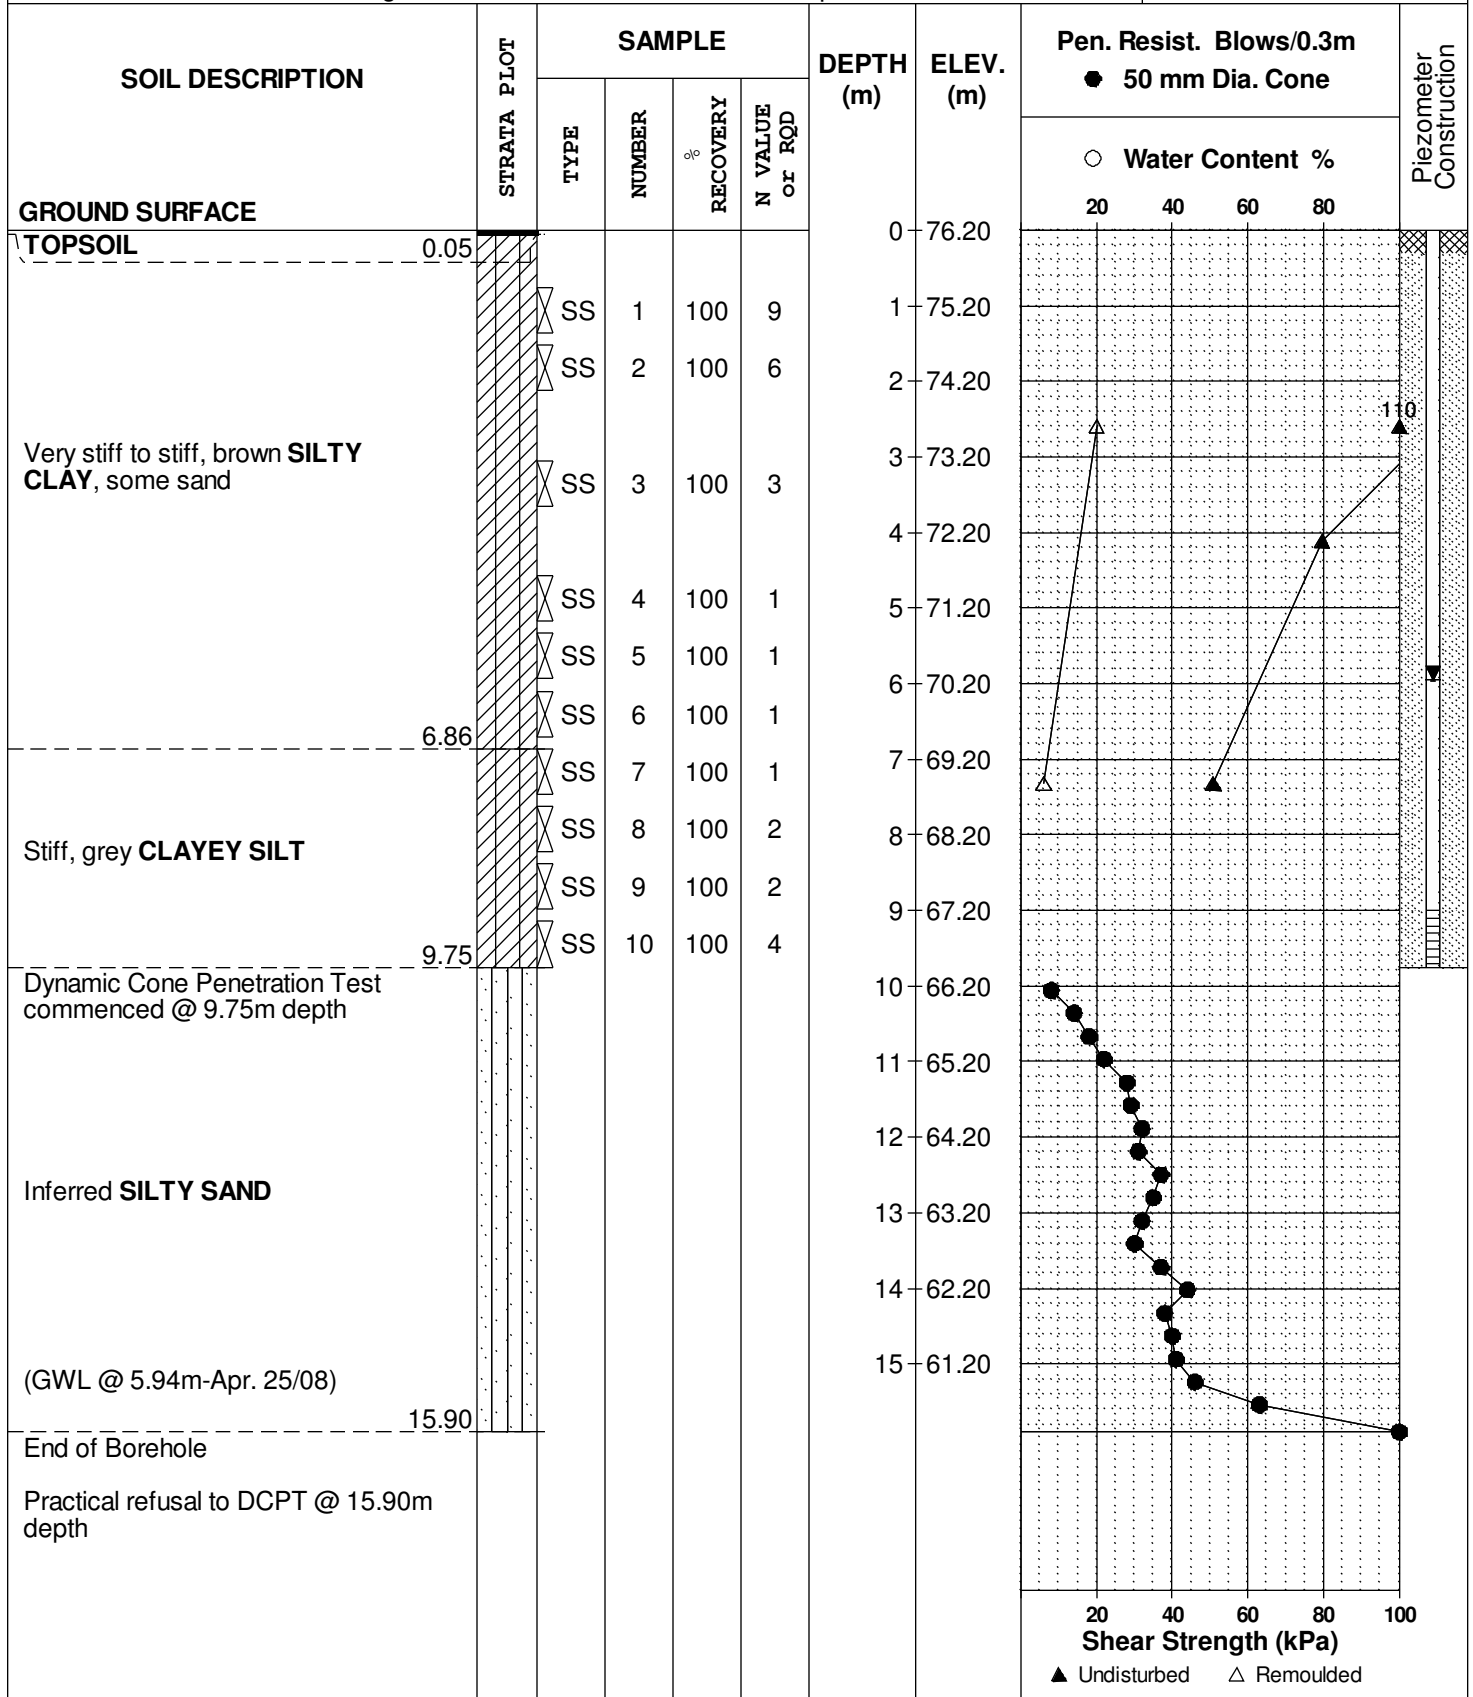 SOIL DESCRIPTION
STRATA PLOT
SAMPLE
TYPE
NUMBER
% RECOVERY
N VALUE or RQD
DEPTH (m)
ELEV. (m)
Pen. Resist. Blows/0.3m
● 50 mm Dia. Cone
○ Water Content %
Piezometer Construction
20 40 60 80
GROUND SURFACE
0 76.20
TOPSOIL 0.05
SS 1 100 9
1 75.20
SS 2 100 6
2 74.20
110
Very stiff to stiff, brown SILTY
CLAY, some sand
3 73.20
SS 3 100 3
4 72.20
SS 4 100 1
5 71.20
SS 5 100 1
6 70.20
SS 6 100 1
6.86
7 69.20
SS 7 100 1
SS 8 100 2
8 68.20
Stiff, grey CLAYEY SILT
SS 9 100 2
9 67.20
SS 10 100 4
9.75
Dynamic Cone Penetration Test
commenced @ 9.75m depth
10 66.20
11 65.20
12 64.20
Inferred SILTY SAND
13 63.20
14 62.20
15 61.20
(GWL @ 5.94m-Apr. 25/08)
15.90
End of Borehole
Practical refusal to DCPT @ 15.90m
depth
20 40 60 80 100
Shear Strength (kPa)
▲ Undisturbed △ Remoulded